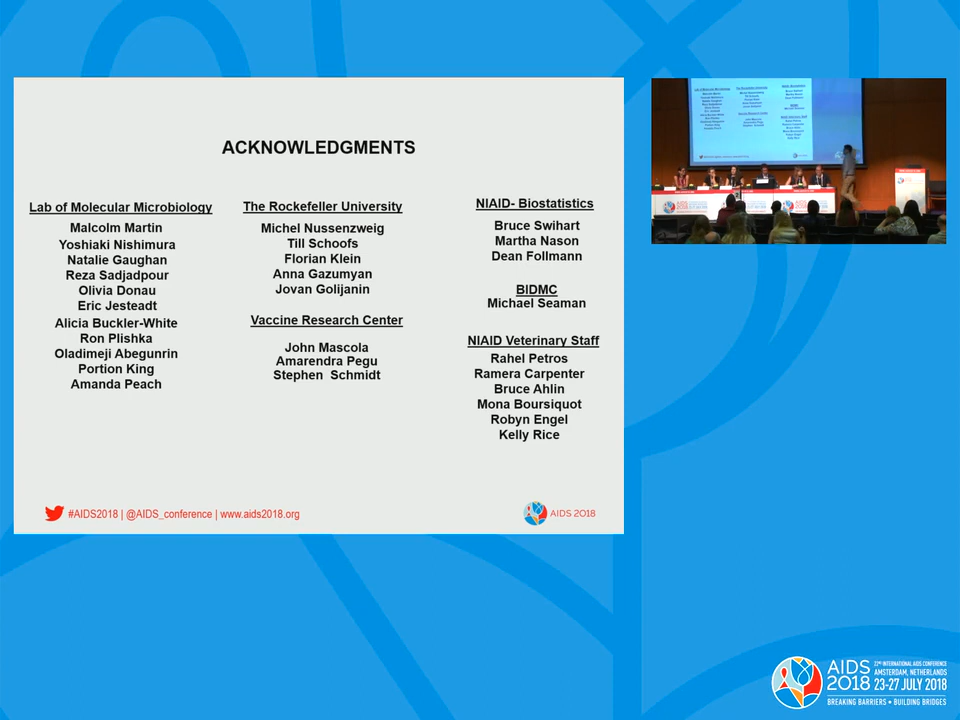 ACKNOWLEDGMENTS
Lab of Molecular Microbiology
Malcolm Martin
Yoshiaki Nishimura
Natalie Gaughan
Reza Sadjadpour
Olivia Donau
Eric Jesteadt
Alicia Buckler-White
Ron Plishka
Oladimeji Abegunrin
Portion King
Amanda Peach
The Rockefeller University
Michel Nussenzweig
Till Schoofs
Florian Klein
Anna Gazumyan
Jovan Golijanin
Vaccine Research Center
John Mascola
Amarendra Pegu
Stephen Schmidt
NIAID- Biostatistics
Bruce Swihart
Martha Nason
Dean Follmann
BIDMC
Michael Seaman
NIAID Veterinary Staff
Rahel Petros
Ramera Carpenter
Bruce Ahlin
Mona Boursiquot
Robyn Engel
Kelly Rice
#AIDS2018 | @AIDS_conference | www.aids2018.org
AIDS 2018
AIDS
2018
22ND INTERNATIONAL AIDS CONFERENCE
AMSTERDAM, NETHERLANDS
23-27 JULY 2018
BREAKING BARRIERS • BUILDING BRIDGES